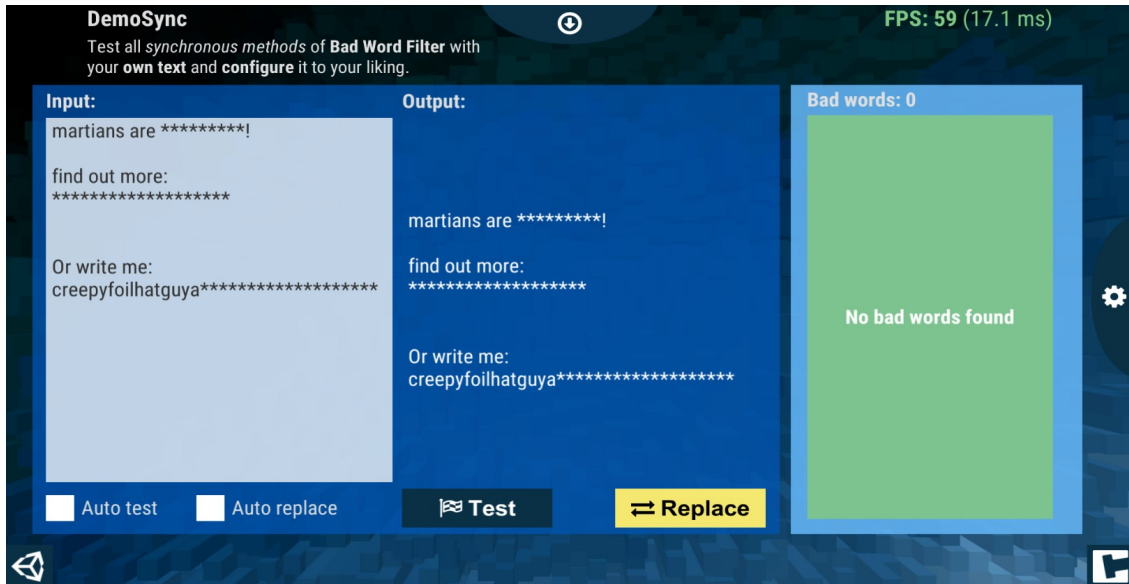 DemoSync
Test all synchronous methods of Bad Word Filter with
your own text and configure it to your liking.
FPS: 59 (17.1 ms)
Input:
martians are *********!
find out more:
*******************
Or write me:
creepyfoilhatguya*******************
Output:
martians are *********!
find out more:
*******************
Or write me:
creepyfoilhatguya*******************
Bad words: 0
No bad words found
Auto test
Auto replace
Test
Replace